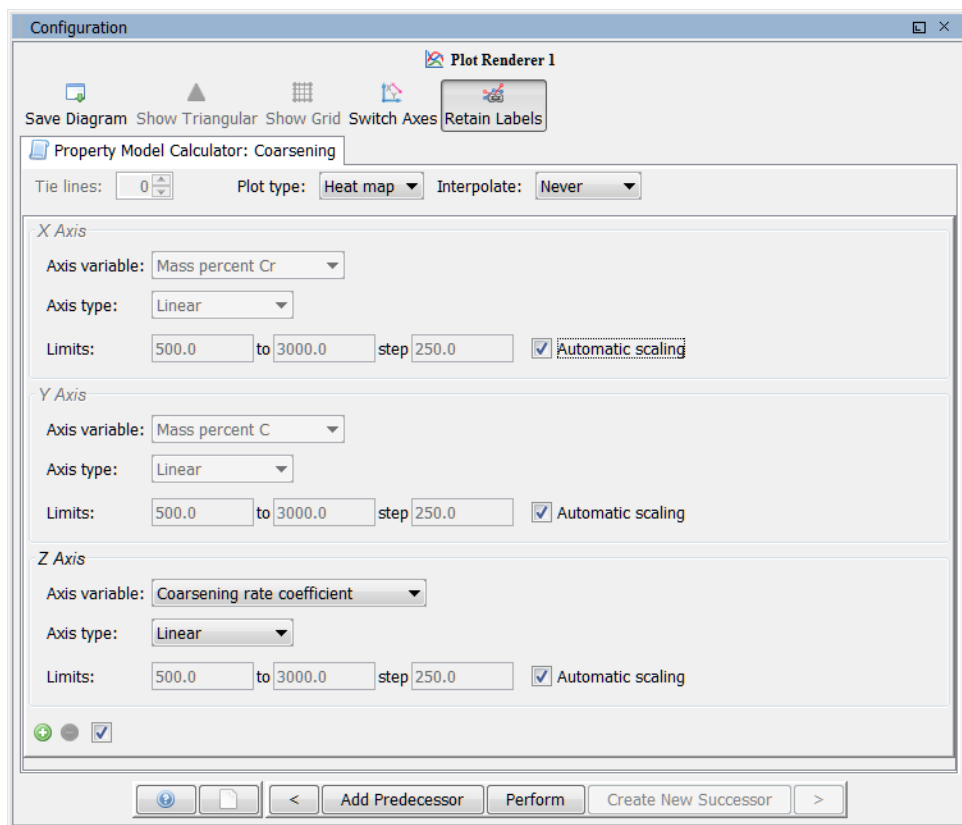 Configuration
Plot Renderer 1
Save Diagram Show Triangular Show Grid Switch Axes Retain Labels
Property Model Calculator: Coarsening
Tie lines: 0 Plot type: Heat map Interpolate: Never
X Axis
Axis variable: Mass percent Cr
Axis type: Linear
Limits: 500.0 to 3000.0 step 250.0 Automatic scaling
Y Axis
Axis variable: Mass percent C
Axis type: Linear
Limits: 500.0 to 3000.0 step 250.0 Automatic scaling
Z Axis
Axis variable: Coarsening rate coefficient
Axis type: Linear
Limits: 500.0 to 3000.0 step 250.0 Automatic scaling
< Add Predecessor Perform Create New Successor >